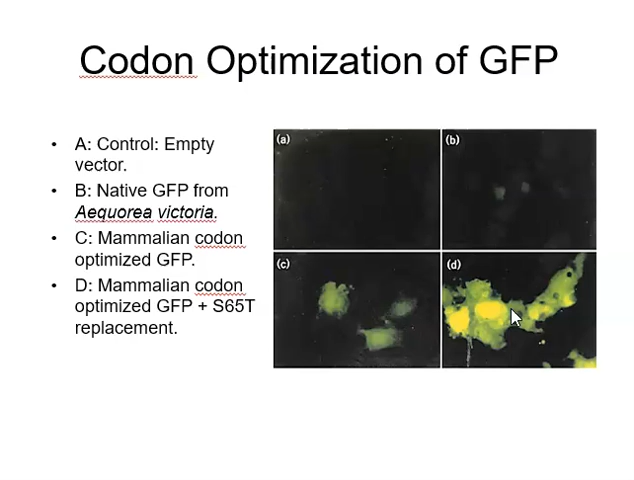 Codon Optimization of GFP
• A: Control: Empty
vector.
• B: Native GFP from
Aequorea victoria.
• C: Mammalian codon
optimized GFP.
• D: Mammalian codon
optimized GFP + S65T
replacement.
(a)
(b)
(c)
(d)